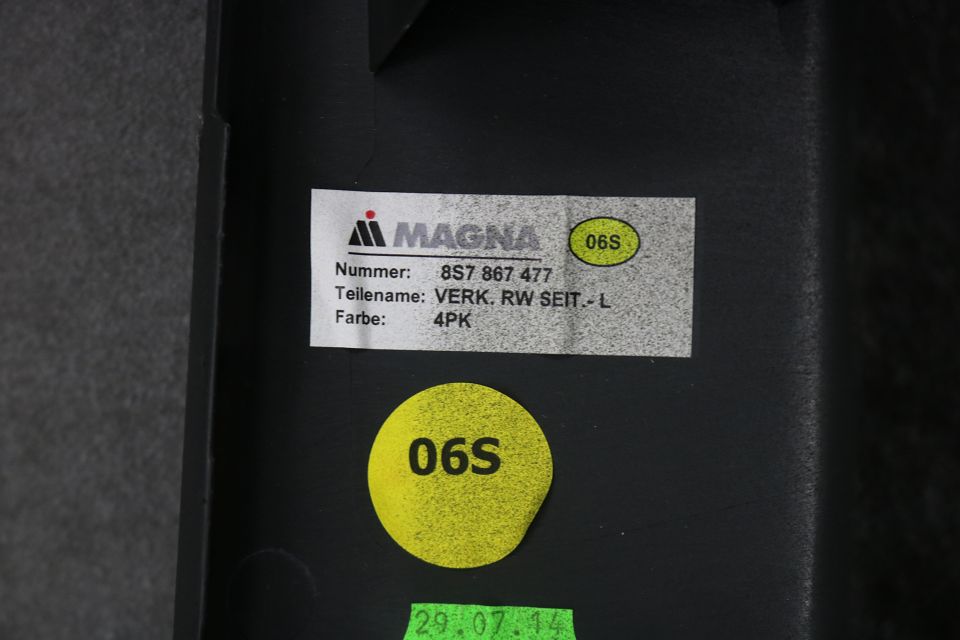 MAGNA 06S
Nummer: 8S7 867 477
Teilename: VERK. RW SEIT.- L
Farbe: 4PK
06S
29.07.14